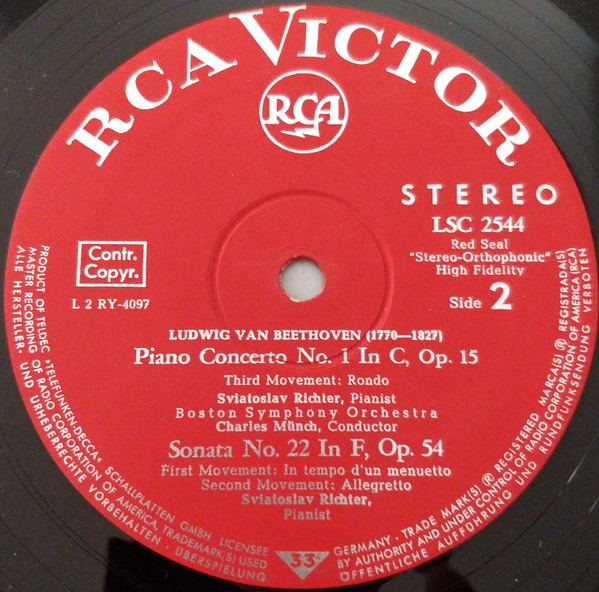 RCA VICTOR
RCA
STEREO
LSC 2544
Red Seal
"Stereo-Orthophonic"
High Fidelity
Side 2
Contr.
Copyr.
L 2 RY-4097
LUDWIG VAN BEETHOVEN (1770—1827)
Piano Concerto No. 1 In C, Op. 15
Third Movement: Rondo
Sviatoslav Richter, Pianist
Boston Symphony Orchestra
Charles Münch, Conductor
Sonata No. 22 In F, Op. 54
First Movement: In tempo d'un menuetto
Second Movement: Allegretto
Sviatoslav Richter,
Pianist
33
PRODUCT OF TELDEC »TELEFUNKEN-DECCA« SCHALLPLATTEN GMBH. LICENSEE
MASTER RECORDING OF RADIO CORPORATION OF AMERICA, TRADEMARK(S) USED
ALLE HERSTELLER- UND URHEBERRECHTE VORBEHALTEN · ÜBERSPIELUNG
GERMANY · TRADE MARK(S) ® REGISTERED MARCA(S) ® REGISTRADA(S)
BY AUTHORITY AND UNDER CONTROL OF RADIO CORPORATION OF AMERICA (RCA)
ÖFFENTLICHE AUFFÜHRUNG UND RUNDFUNKSENDUNG VERBOTEN